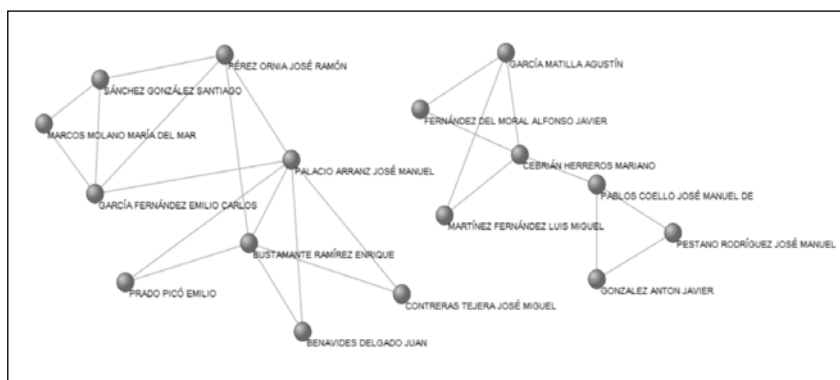 PÉREZ ORNIA JOSÉ RAMÓN
GARCÍA MATILLA AGUSTÍN
SÁNCHEZ GONZÁLEZ SANTIAGO
FERNÁNDEZ DEL MORAL ALFONSO JAVIER
MARCOS MOLANO MARÍA DEL MAR
CEBRIÁN HERREROS MARIANO
PALACIO ARRANZ JOSÉ MANUEL
PABLOS COELLO JOSÉ MANUEL DE
GARCÍA FERNÁNDEZ EMILIO CARLOS
MARTÍNEZ FERNÁNDEZ LUIS MIGUEL
PESTANO RODRÍGUEZ JOSÉ MANUEL
BUSTAMANTE RAMÍREZ ENRIQUE
GONZALEZ ANTON JAVIER
PRADO PICÓ EMILIO
CONTRERAS TEJERA JOSÉ MIGUEL
BENAVIDES DELGADO JUAN